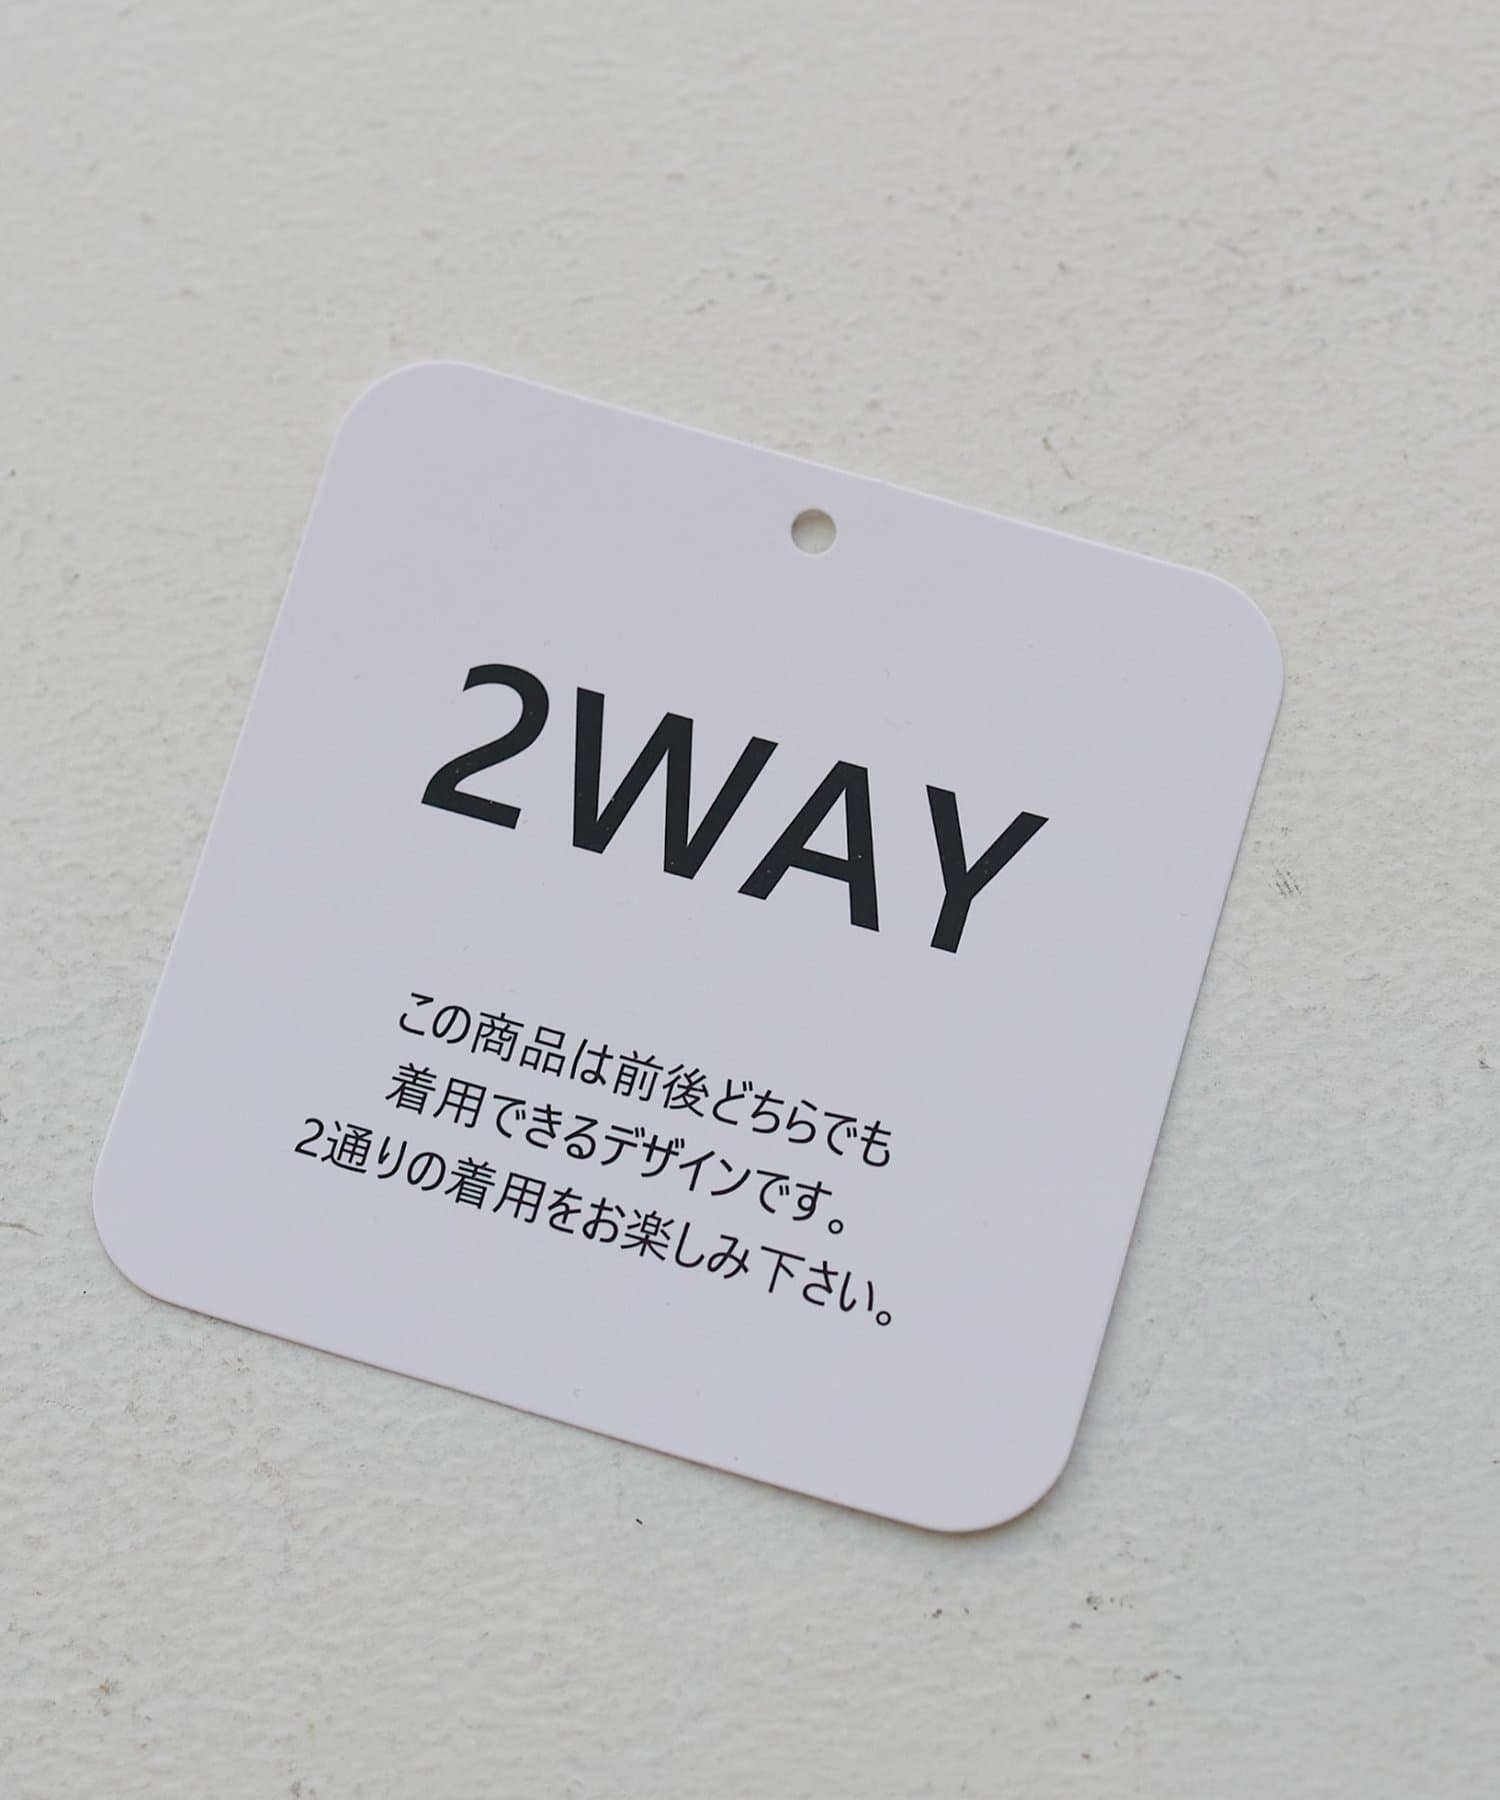 2WAY
この商品は前後どちらでも
着用できるデザインです。
2通りの着用をお楽しみ下さい。